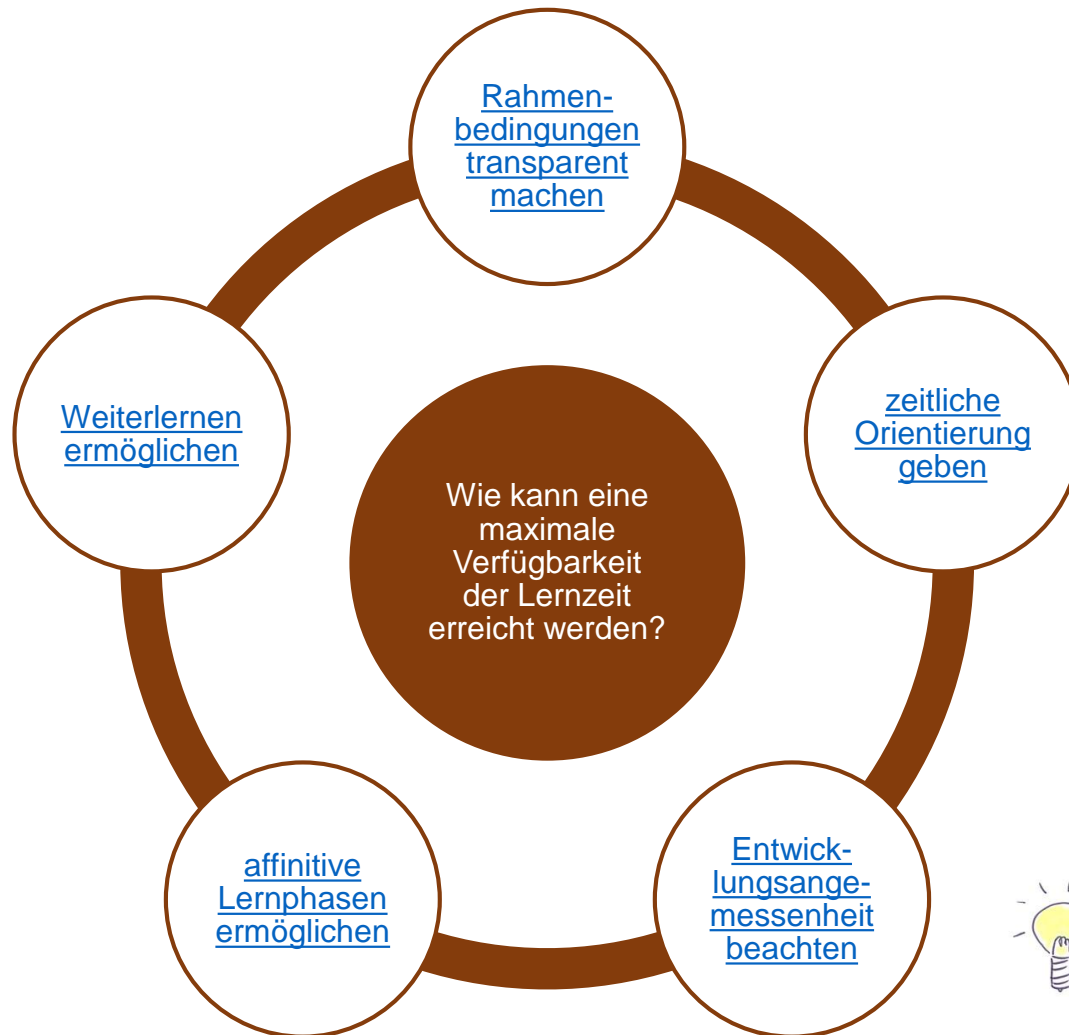 Rahmen-
bedingungen
transparent
machen
zeitliche
Orientierung
geben
Entwick-
lungsange-
messenheit
beachten
affinitive
Lernphasen
ermöglichen
Weiterlernen
ermöglichen
Wie kann eine
maximale
Verfügbarkeit
der Lernzeit
erreicht werden?